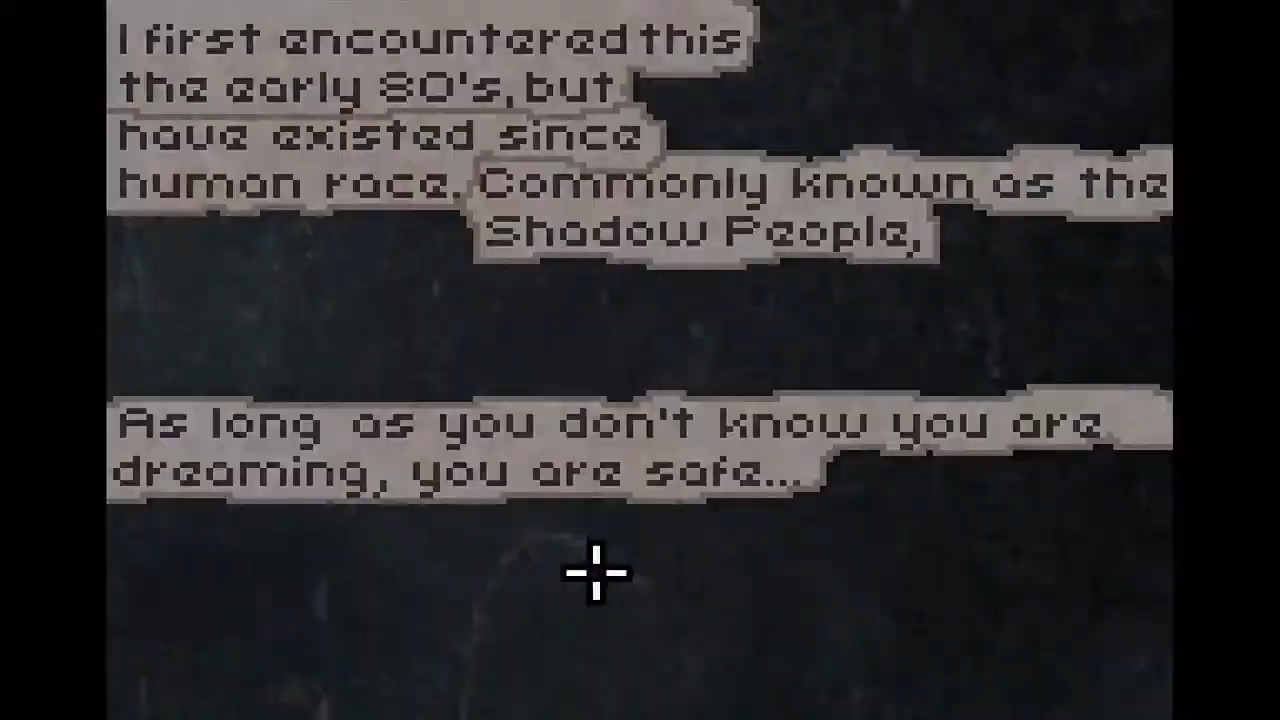 I first encountered this
the early 80's, but
have existed since
human race. Commonly known as the
Shadow People,
As long as you don't know you are
dreaming, you are safe...